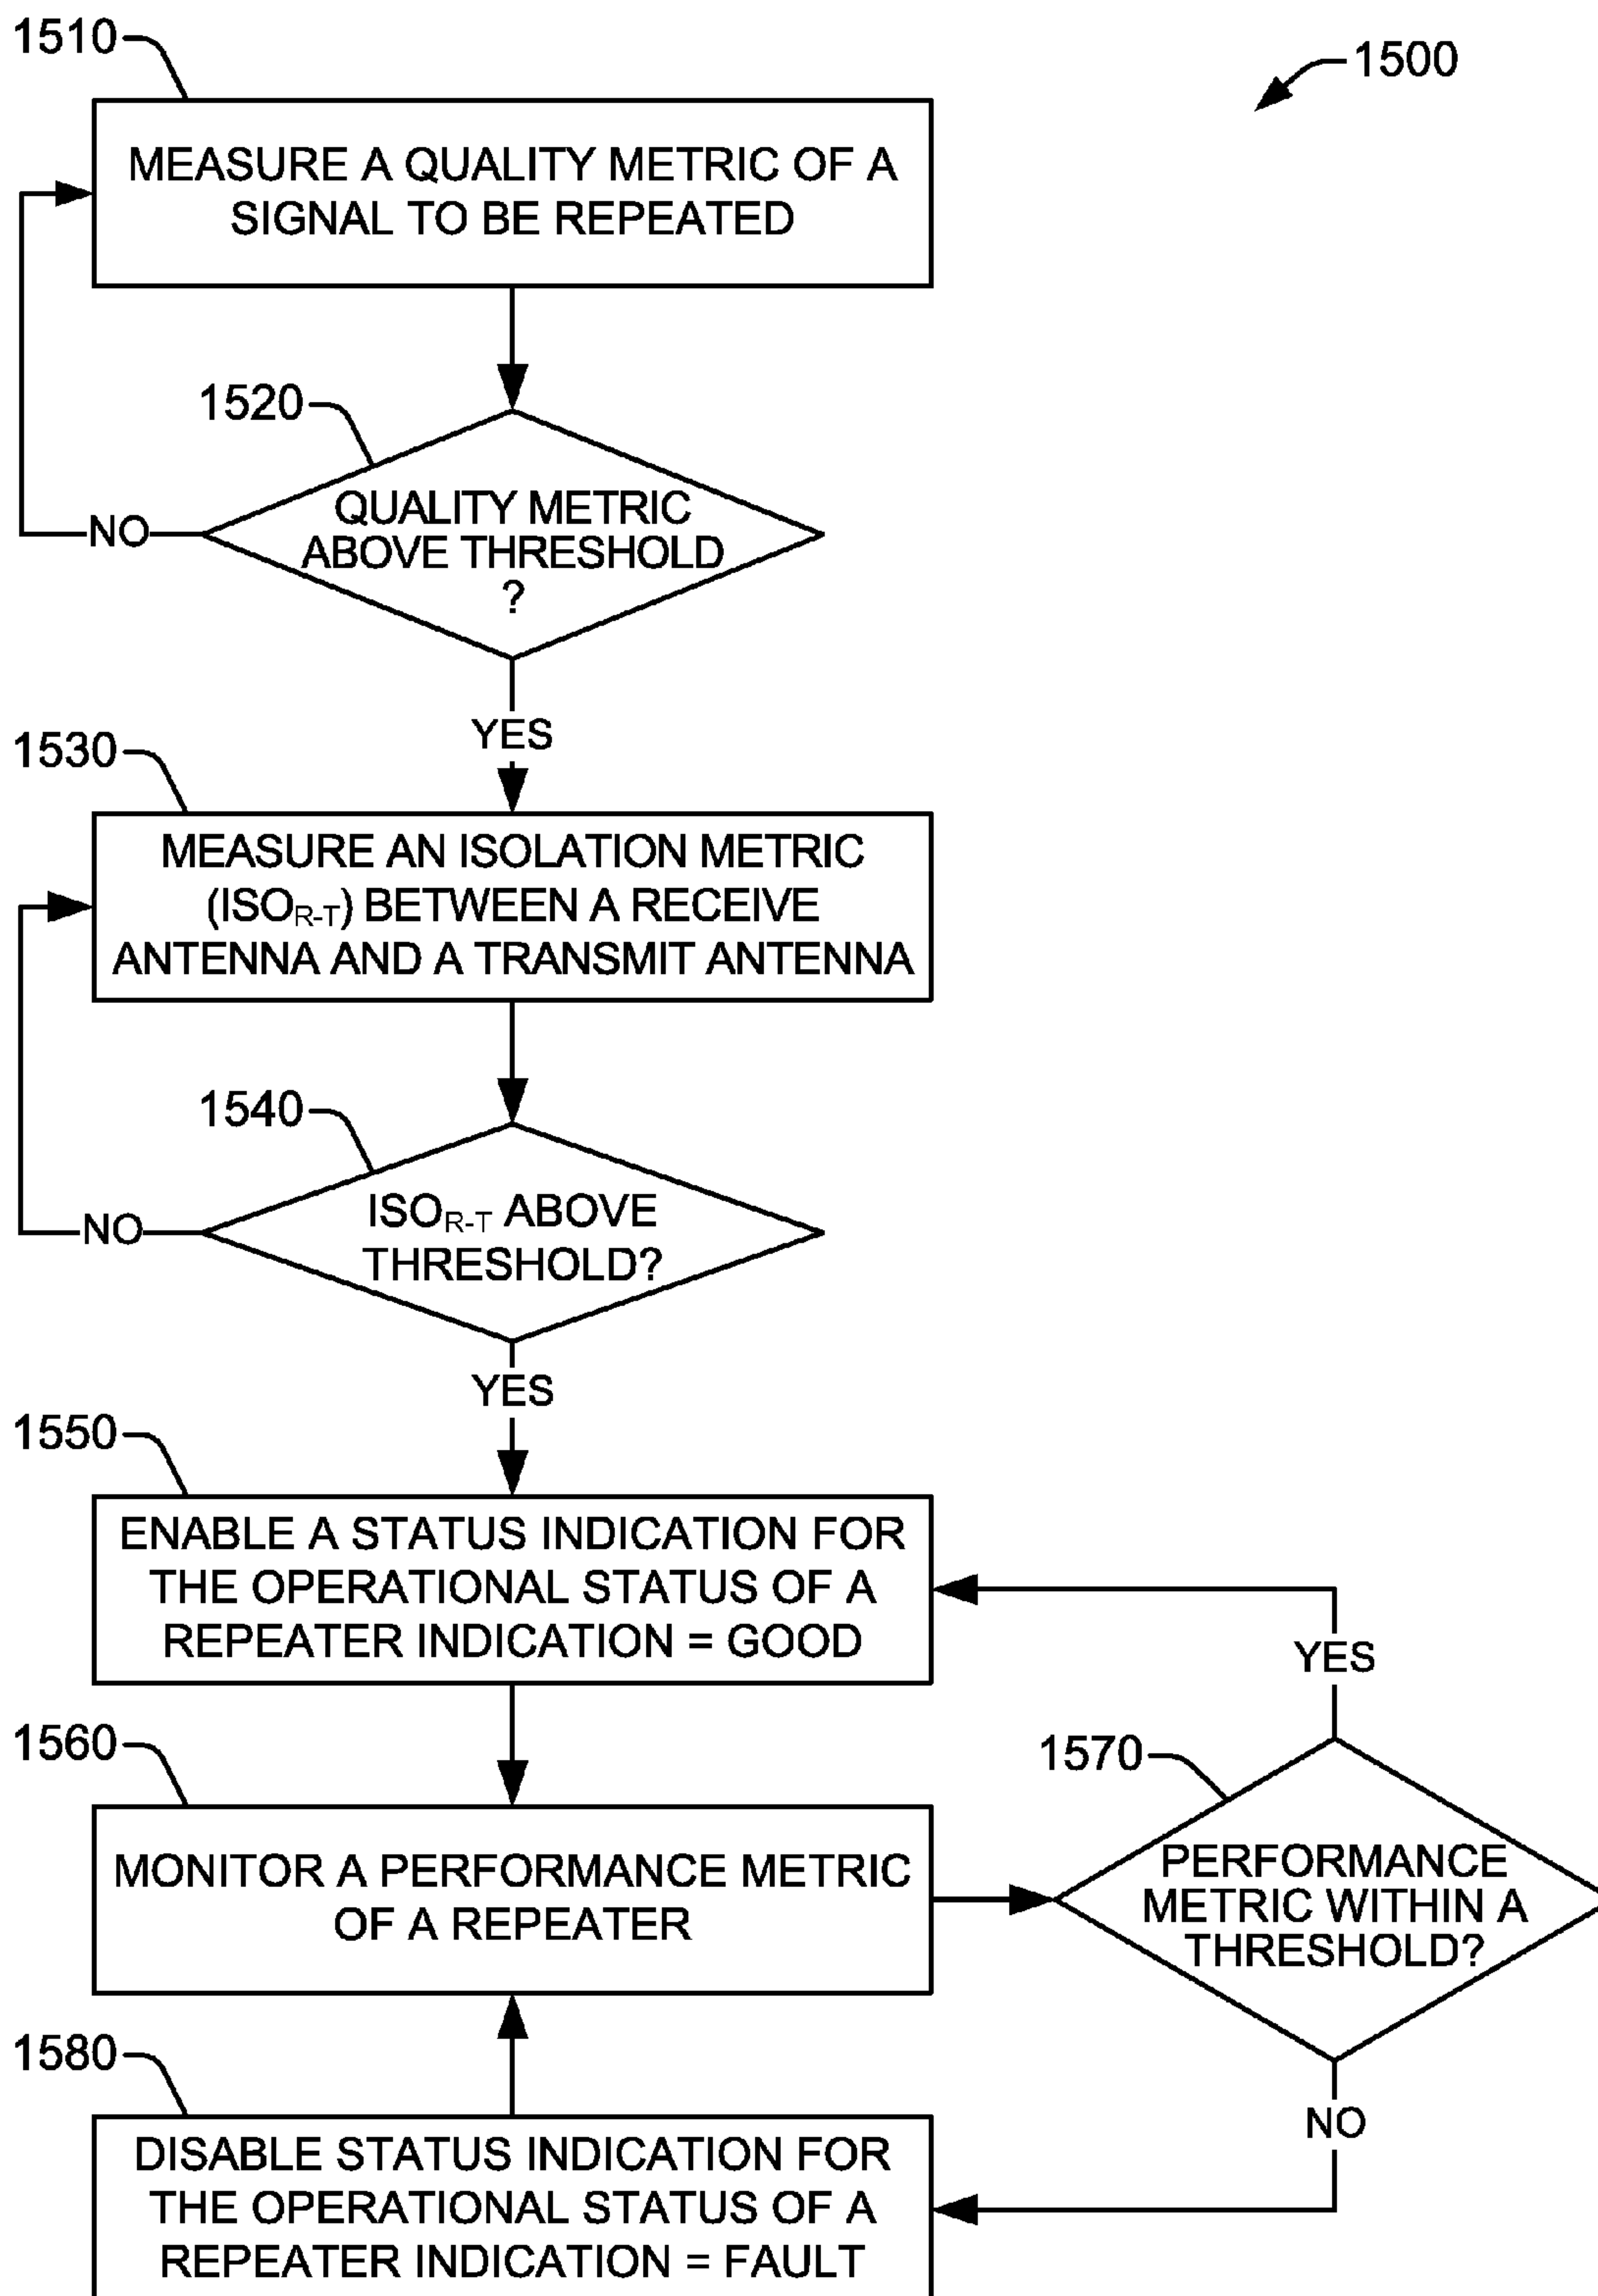 1510
1500
MEASURE A QUALITY METRIC OF A
SIGNAL TO BE REPEATED
1520
QUALITY METRIC
ABOVE THRESHOLD
?
NO
YES
1530
MEASURE AN ISOLATION METRIC
(ISOR-T) BETWEEN A RECEIVE
ANTENNA AND A TRANSMIT ANTENNA
1540
ISOR-T ABOVE
THRESHOLD?
NO
YES
1550
ENABLE A STATUS INDICATION FOR
THE OPERATIONAL STATUS OF A
REPEATER INDICATION = GOOD
YES
1560
1570
MONITOR A PERFORMANCE METRIC
OF A REPEATER
PERFORMANCE
METRIC WITHIN A
THRESHOLD?
1580
NO
DISABLE STATUS INDICATION FOR
THE OPERATIONAL STATUS OF A
REPEATER INDICATION = FAULT